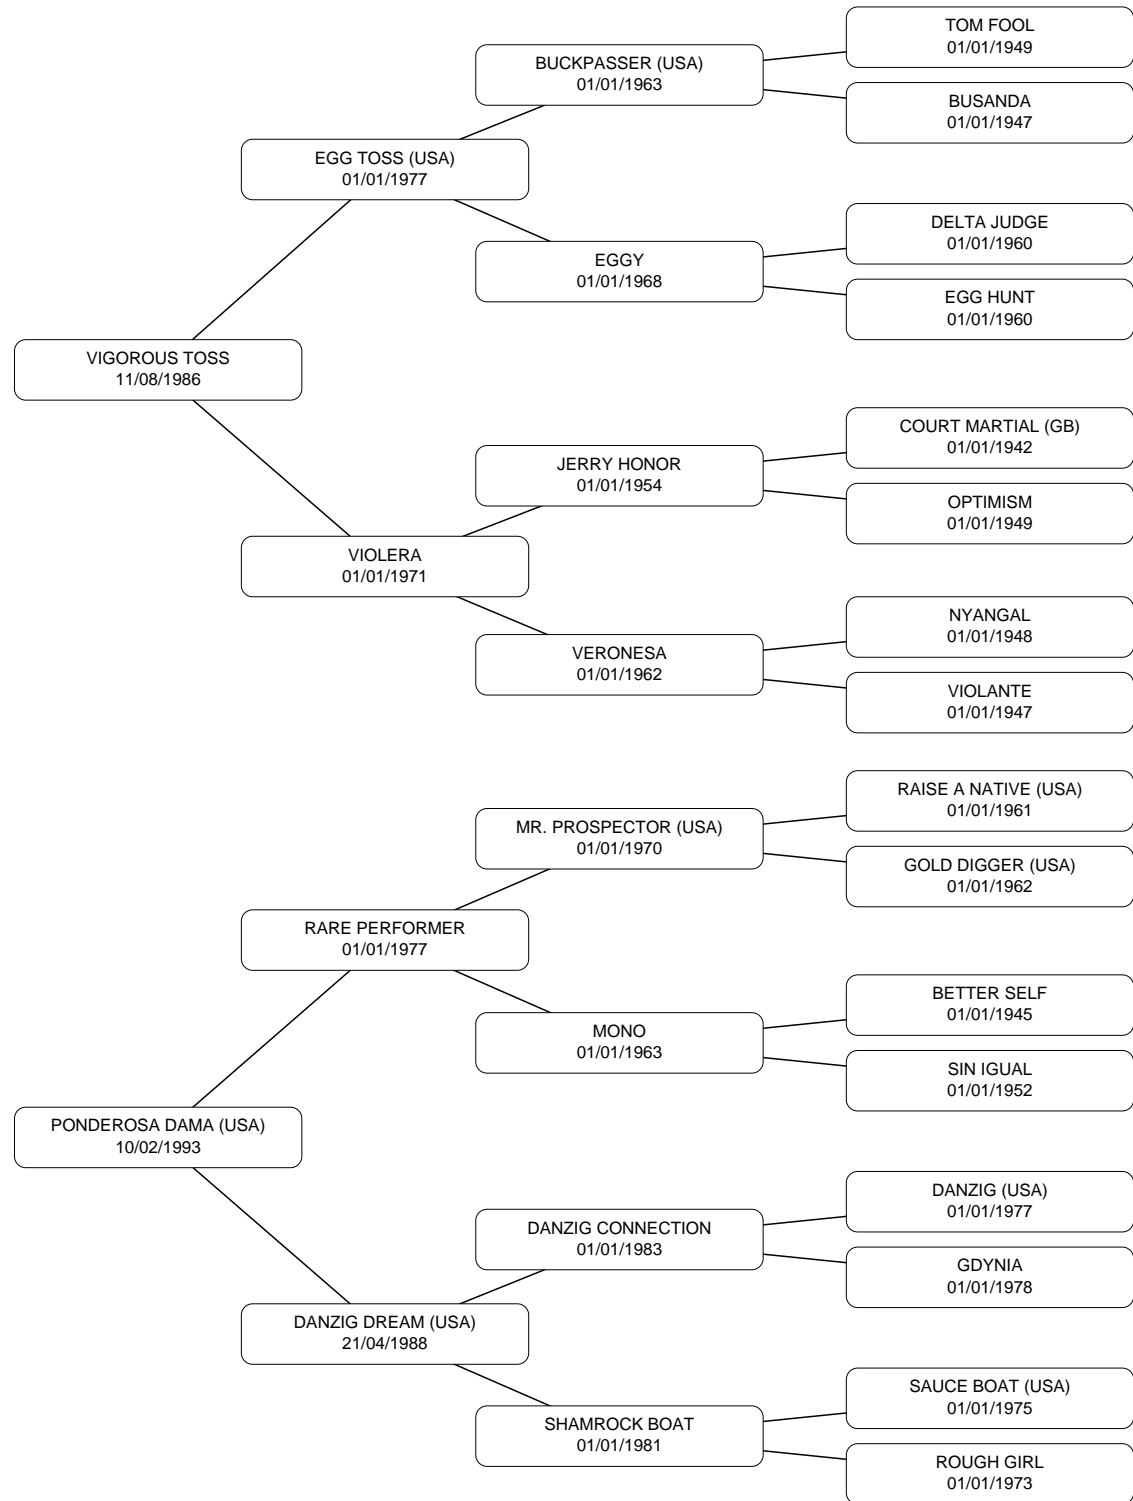 TOM FOOL
01/01/1949
BUCKPASSER (USA)
01/01/1963
BUSANDA
01/01/1947
EGG TOSS (USA)
01/01/1977
DELTA JUDGE
01/01/1960
EGGY
01/01/1968
EGG HUNT
01/01/1960
VIGOROUS TOSS
11/08/1986
COURT MARTIAL (GB)
01/01/1942
JERRY HONOR
01/01/1954
OPTIMISM
01/01/1949
VIOLERA
01/01/1971
NYANGAL
01/01/1948
VERONESA
01/01/1962
VIOLANTE
01/01/1947
RAISE A NATIVE (USA)
01/01/1961
MR. PROSPECTOR (USA)
01/01/1970
GOLD DIGGER (USA)
01/01/1962
RARE PERFORMER
01/01/1977
BETTER SELF
01/01/1945
MONO
01/01/1963
SIN IGUAL
01/01/1952
PONDEROSA DAMA (USA)
10/02/1993
DANZIG (USA)
01/01/1977
DANZIG CONNECTION
01/01/1983
GDYNIA
01/01/1978
DANZIG DREAM (USA)
21/04/1988
SAUCE BOAT (USA)
01/01/1975
SHAMROCK BOAT
01/01/1981
ROUGH GIRL
01/01/1973